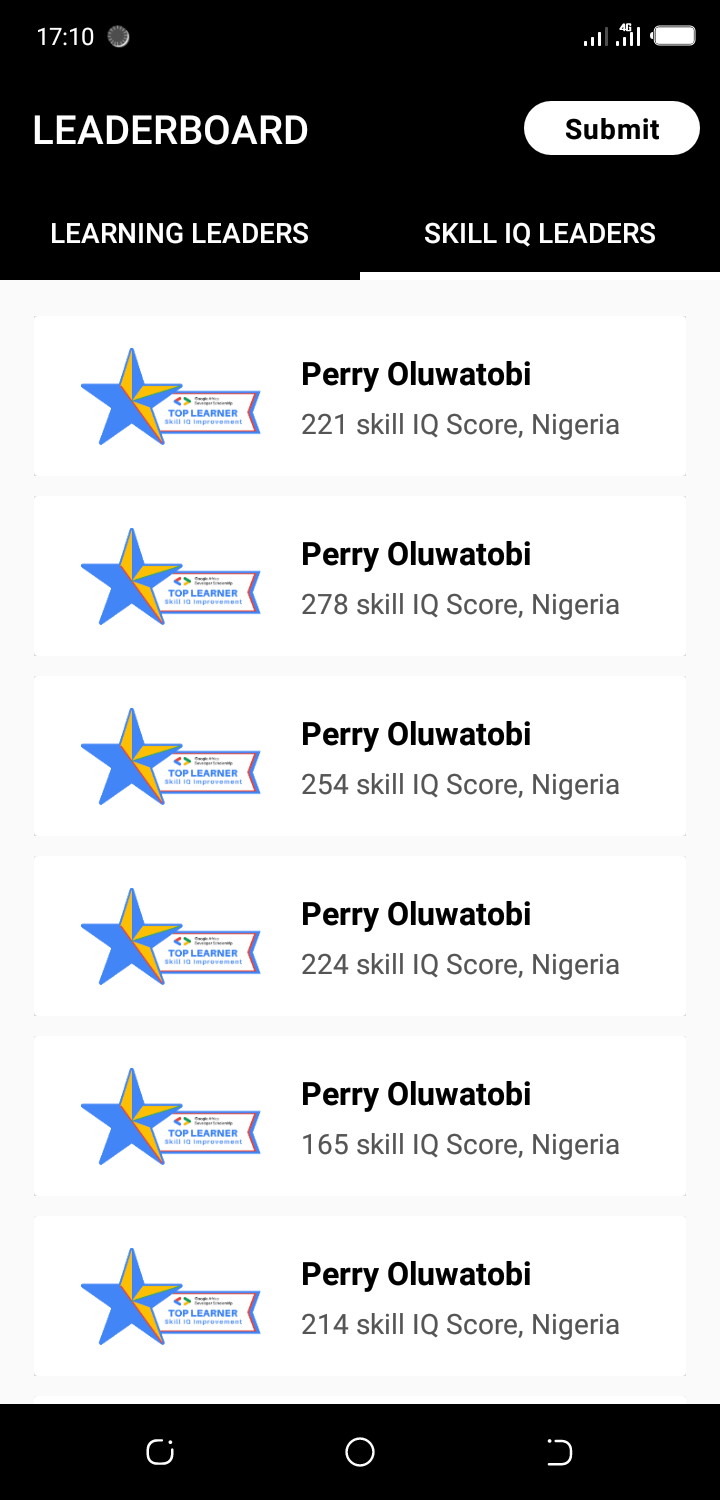 17:10
4G
LEADERBOARD
Submit
LEARNING LEADERS
SKILL IQ LEADERS
Google Africa
Developer Scholarship
TOP LEARNER
Skill IQ Improvement
Perry Oluwatobi
221 skill IQ Score, Nigeria
Google Africa
Developer Scholarship
TOP LEARNER
Skill IQ Improvement
Perry Oluwatobi
278 skill IQ Score, Nigeria
Google Africa
Developer Scholarship
TOP LEARNER
Skill IQ Improvement
Perry Oluwatobi
254 skill IQ Score, Nigeria
Google Africa
Developer Scholarship
TOP LEARNER
Skill IQ Improvement
Perry Oluwatobi
224 skill IQ Score, Nigeria
Google Africa
Developer Scholarship
TOP LEARNER
Skill IQ Improvement
Perry Oluwatobi
165 skill IQ Score, Nigeria
Google Africa
Developer Scholarship
TOP LEARNER
Skill IQ Improvement
Perry Oluwatobi
214 skill IQ Score, Nigeria